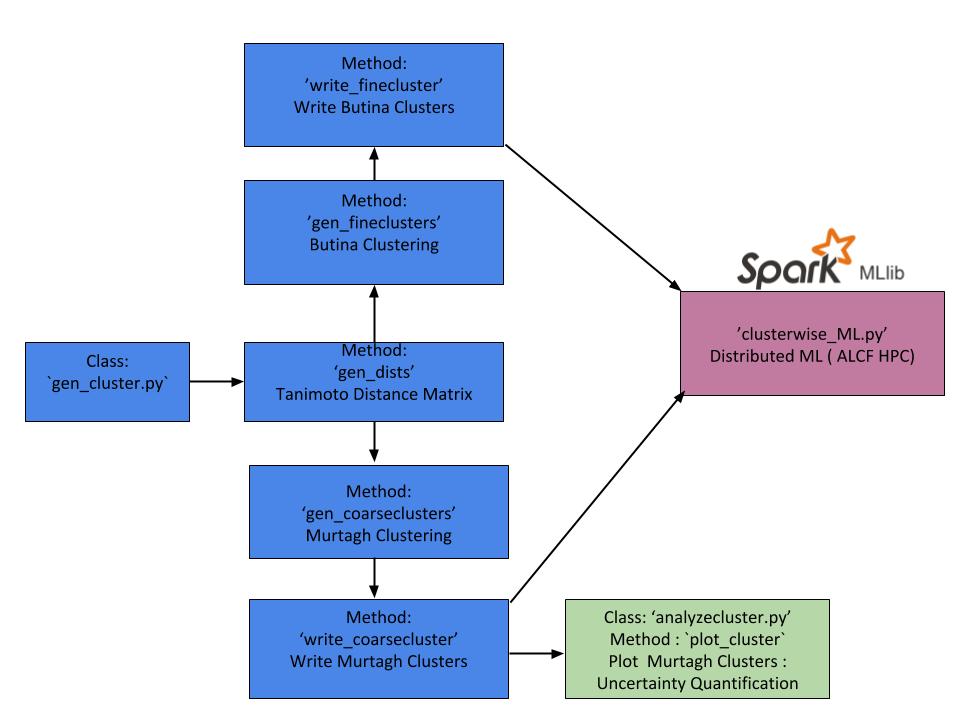 Method:
’write_finecluster’
Write Butina Clusters
Method:
’gen_fineclusters’
Butina Clustering
Spark MLlib
’clusterwise_ML.py’
Distributed ML ( ALCF HPC)
Class:
`gen_cluster.py`
Method:
‘gen_dists’
Tanimoto Distance Matrix
Method:
‘gen_coarseclusters’
Murtagh Clustering
Method:
‘write_coarsecluster’
Write Murtagh Clusters
Class: ‘analyzecluster.py’
Method : `plot_cluster`
Plot Murtagh Clusters :
Uncertainty Quantification